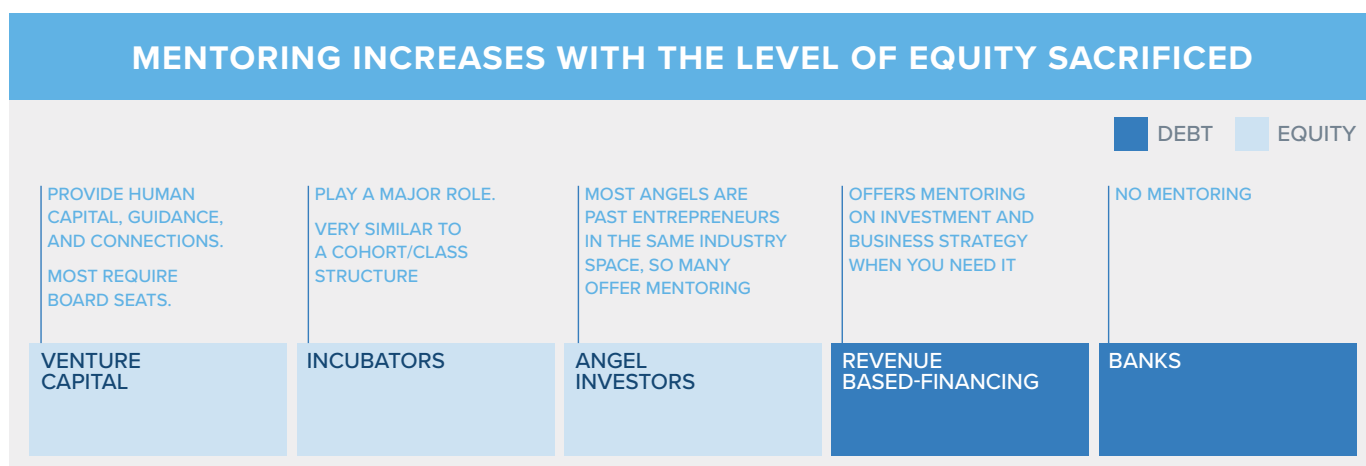 MENTORING INCREASES WITH THE LEVEL OF EQUITY SACRIFICED
DEBT
EQUITY
PROVIDE HUMAN
CAPITAL, GUIDANCE,
AND CONNECTIONS.
MOST REQUIRE
BOARD SEATS.
VENTURE
CAPITAL
PLAY A MAJOR ROLE.
VERY SIMILAR TO
A COHORT/CLASS
STRUCTURE
INCUBATORS
MOST ANGELS ARE
PAST ENTREPRENEURS
IN THE SAME INDUSTRY
SPACE, SO MANY
OFFER MENTORING
ANGEL
INVESTORS
OFFERS MENTORING
ON INVESTMENT AND
BUSINESS STRATEGY
WHEN YOU NEED IT
REVENUE
BASED-FINANCING
NO MENTORING
BANKS